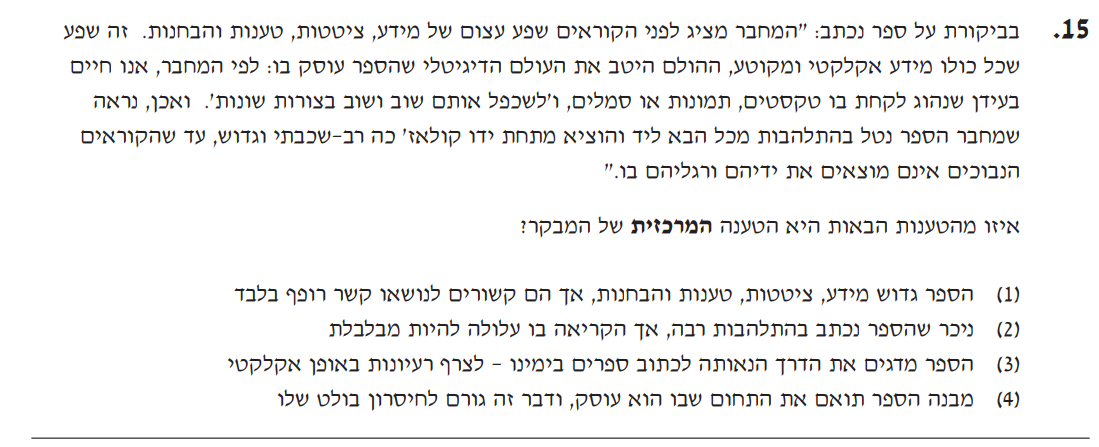 15. בביקורת על ספר נכתב: "המחבר מציג לפני הקוראים שפע עצום של מידע, ציטטות, טענות והבחנות. זה שפע
שכל כולו מידע אקלקטי ומקוטע, ההולם היטב את העולם הדיגיטלי שהספר עוסק בו: לפי המחבר, אנו חיים
בעידן שנהוג לקחת בו טקסטים, תמונות או סמלים, ו'לשכפל אותם שוב ושוב בצורות שונות'. ואכן, נראה
שמחבר הספר נטל בהתלהבות מכל הבא ליד והוציא מתחת ידו קולאז' כה רב-שכבתי וגדוש, עד שהקוראים
הנבוכים אינם מוצאים את ידיהם ורגליהם בו."
איזו מהטענות הבאות היא הטענה המרכזית של המבקר?
(1) הספר גדוש מידע, ציטטות, טענות והבחנות, אך הם קשורים לנושאו קשר רופף בלבד
(2) ניכר שהספר נכתב בהתלהבות רבה, אך הקריאה בו עלולה להיות מבלבלת
(3) הספר מדגים את הדרך הנאותה לכתוב ספרים בימינו - לצרף רעיונות באופן אקלקטי
(4) מבנה הספר תואם את התחום שבו הוא עוסק, ודבר זה גורם לחיסרון בולט שלו